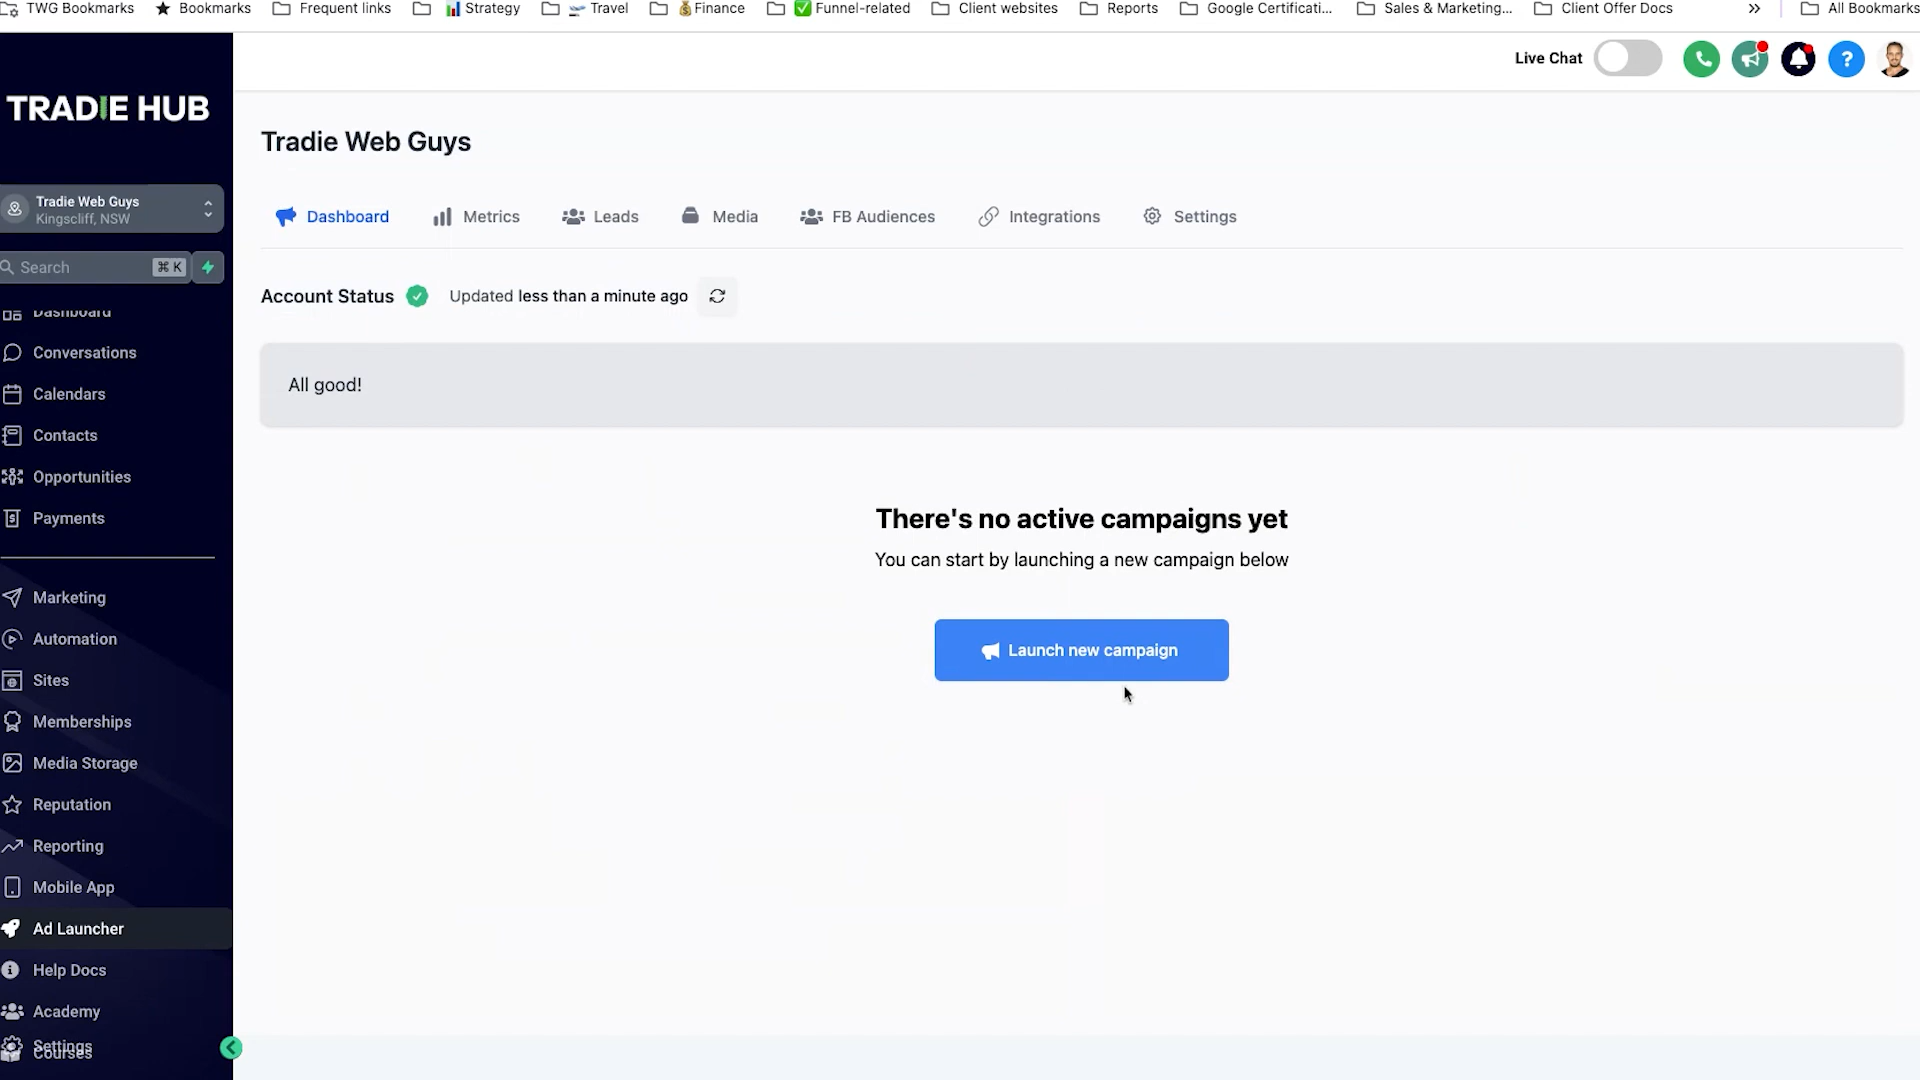 TWG Bookmarks
Bookmarks
Frequent links
Strategy
Travel
Finance
Funnel-related
Client websites
Reports
Google Certificati...
Sales & Marketing...
Client Offer Docs
All Bookmarks
Live Chat
TRADIE HUB
Tradie Web Guys
Kingscliff, NSW
Search
⌘ K
Dashboard
Conversations
Calendars
Contacts
Opportunities
Payments
Marketing
Automation
Sites
Memberships
Media Storage
Reputation
Reporting
Mobile App
Ad Launcher
Help Docs
Academy
Settings
Courses
Tradie Web Guys
Dashboard
Metrics
Leads
Media
FB Audiences
Integrations
Settings
Account Status
Updated less than a minute ago
All good!
There's no active campaigns yet
You can start by launching a new campaign below
Launch new campaign